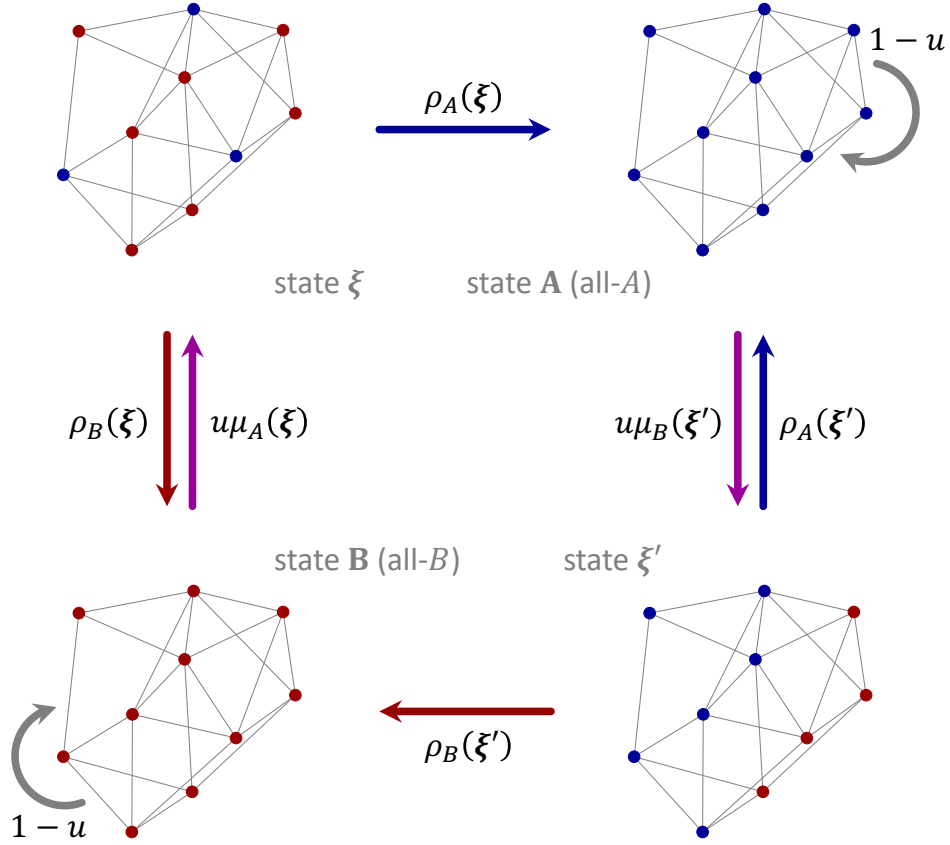 1 − u
ρ_A(ξ)
state ξ
state A (all-A)
ρ_B(ξ)
uμ_A(ξ)
uμ_B(ξ′)
ρ_A(ξ′)
state B (all-B)
state ξ′
ρ_B(ξ′)
1 − u